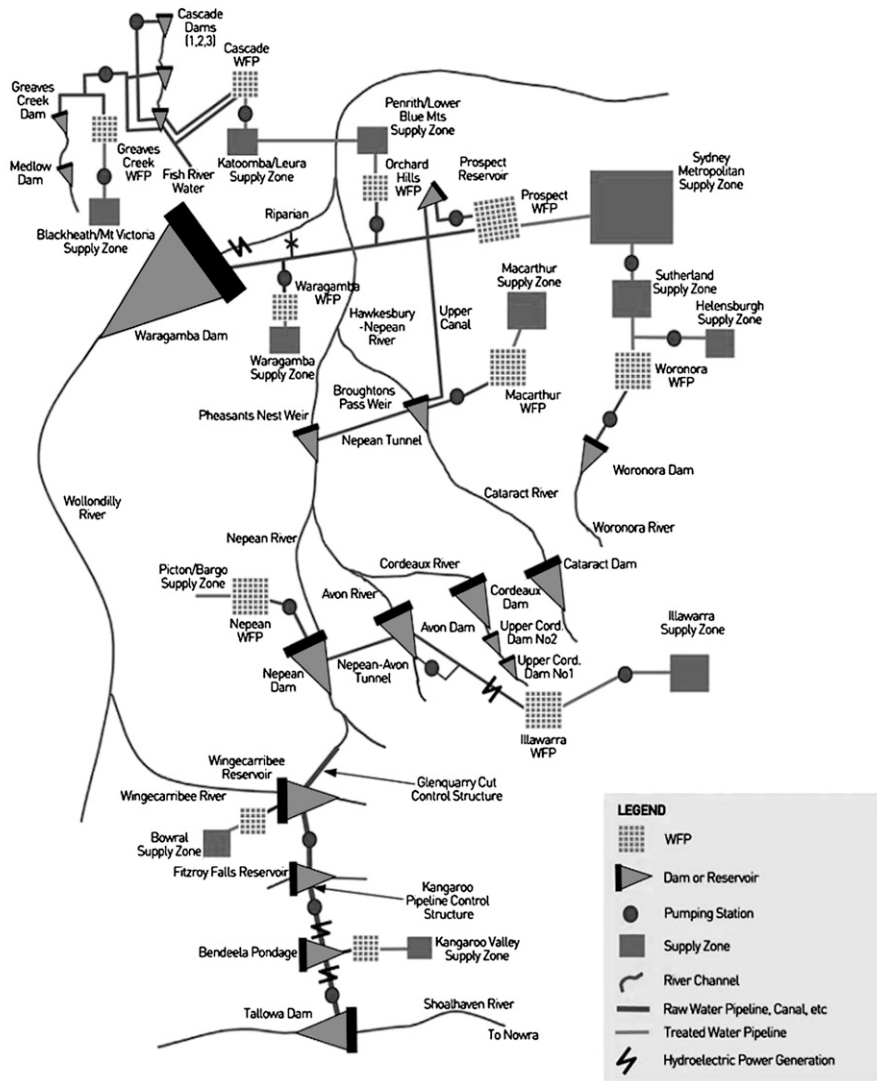 Cascade
Dams
(1,2,3)
Cascade
WFP
Greaves
Creek
Dam
Greaves
Creek
WFP
Medlow
Dam
Fish River
Water
Katoomba/Leura
Supply Zone
Penrith/Lower
Blue Mts
Supply Zone
Orchard
Hills
WFP
Prospect
Reservoir
Prospect
WFP
Sydney
Metropolitan
Supply Zone
Blackheath/Mt Victoria
Supply Zone
Riparian
Waragamba
WFP
Waragamba Dam
Waragamba
Supply Zone
Hawkesbury
-Nepean
River
Upper
Canal
Macarthur
Supply Zone
Sutherland
Supply Zone
Helensburgh
Supply Zone
Woronora
WFP
Macarthur
WFP
Broughtons
Pass Weir
Pheasants Nest Weir
Nepean Tunnel
Woronora Dam
Woronora River
Cataract River
Wollondilly
River
Nepean River
Cordeaux River
Cataract Dam
Picton/Bargo
Supply Zone
Nepean
WFP
Avon River
Cordeaux
Dam
Avon Dam
Upper Cord.
Dam No2
Upper Cord.
Dam No1
Illawarra
Supply Zone
Nepean
Dam
Nepean-Avon
Tunnel
Illawarra
WFP
Wingecarribee
Reservoir
Wingecarribee River
Glenquarry Cut
Control Structure
Bowral
Supply Zone
Fitzroy Falls Reservoir
Kangaroo
Pipeline Control
Structure
Bendeela Pondage
Kangaroo Valley
Supply Zone
Tallowa Dam
Shoalhaven River
To Nowra
LEGEND
WFP
Dam or Reservoir
Pumping Station
Supply Zone
River Channel
Raw Water Pipeline, Canal, etc
Treated Water Pipeline
Hydroelectric Power Generation